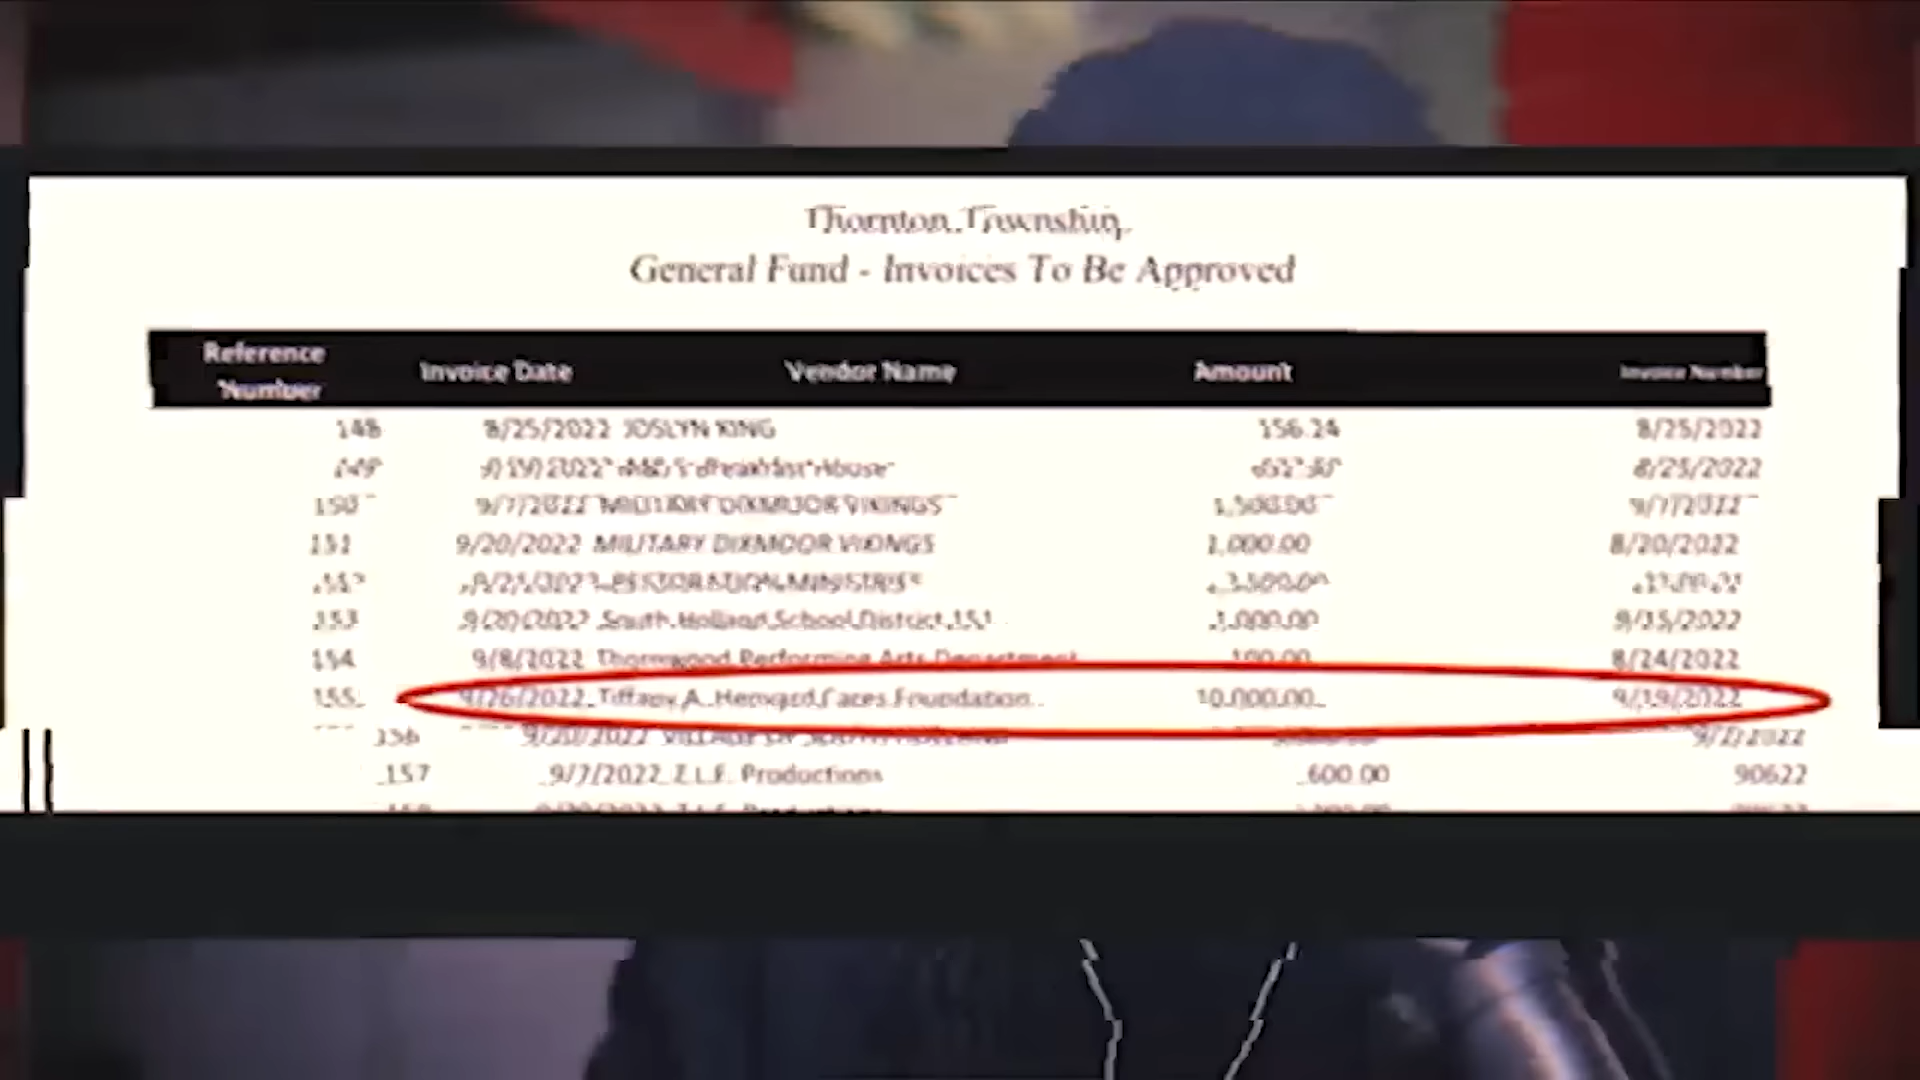 Thornton Township
General Fund - Invoices To Be Approved
Reference Number Invoice Date Vendor Name Amount Invoice Number
148 8/25/2022 JOSLYN KING 156.24 8/25/2022
8/25/2022
150 9/7/2022 MILITARY VIKINGS 1,500.00 9/7/2022
151 9/20/2022 MILITARY DIXMOOR VIKINGS 1,000.00 8/20/2022
RESTORATION MINISTRIES
153 9/20/2022 South Holland School District 151 1,000.00 9/15/2022
154 9/8/2022 Thornwood Performing Arts Department 100.00 8/24/2022
155 9/26/2022 Tiffany A. Henyard Cares Foundation 10,000.00 9/19/2022
156 9/20/2022 VILLAGE OF SOUTH HOLLAND
157 9/7/2022 Z.L.F. Productions 600.00 90622